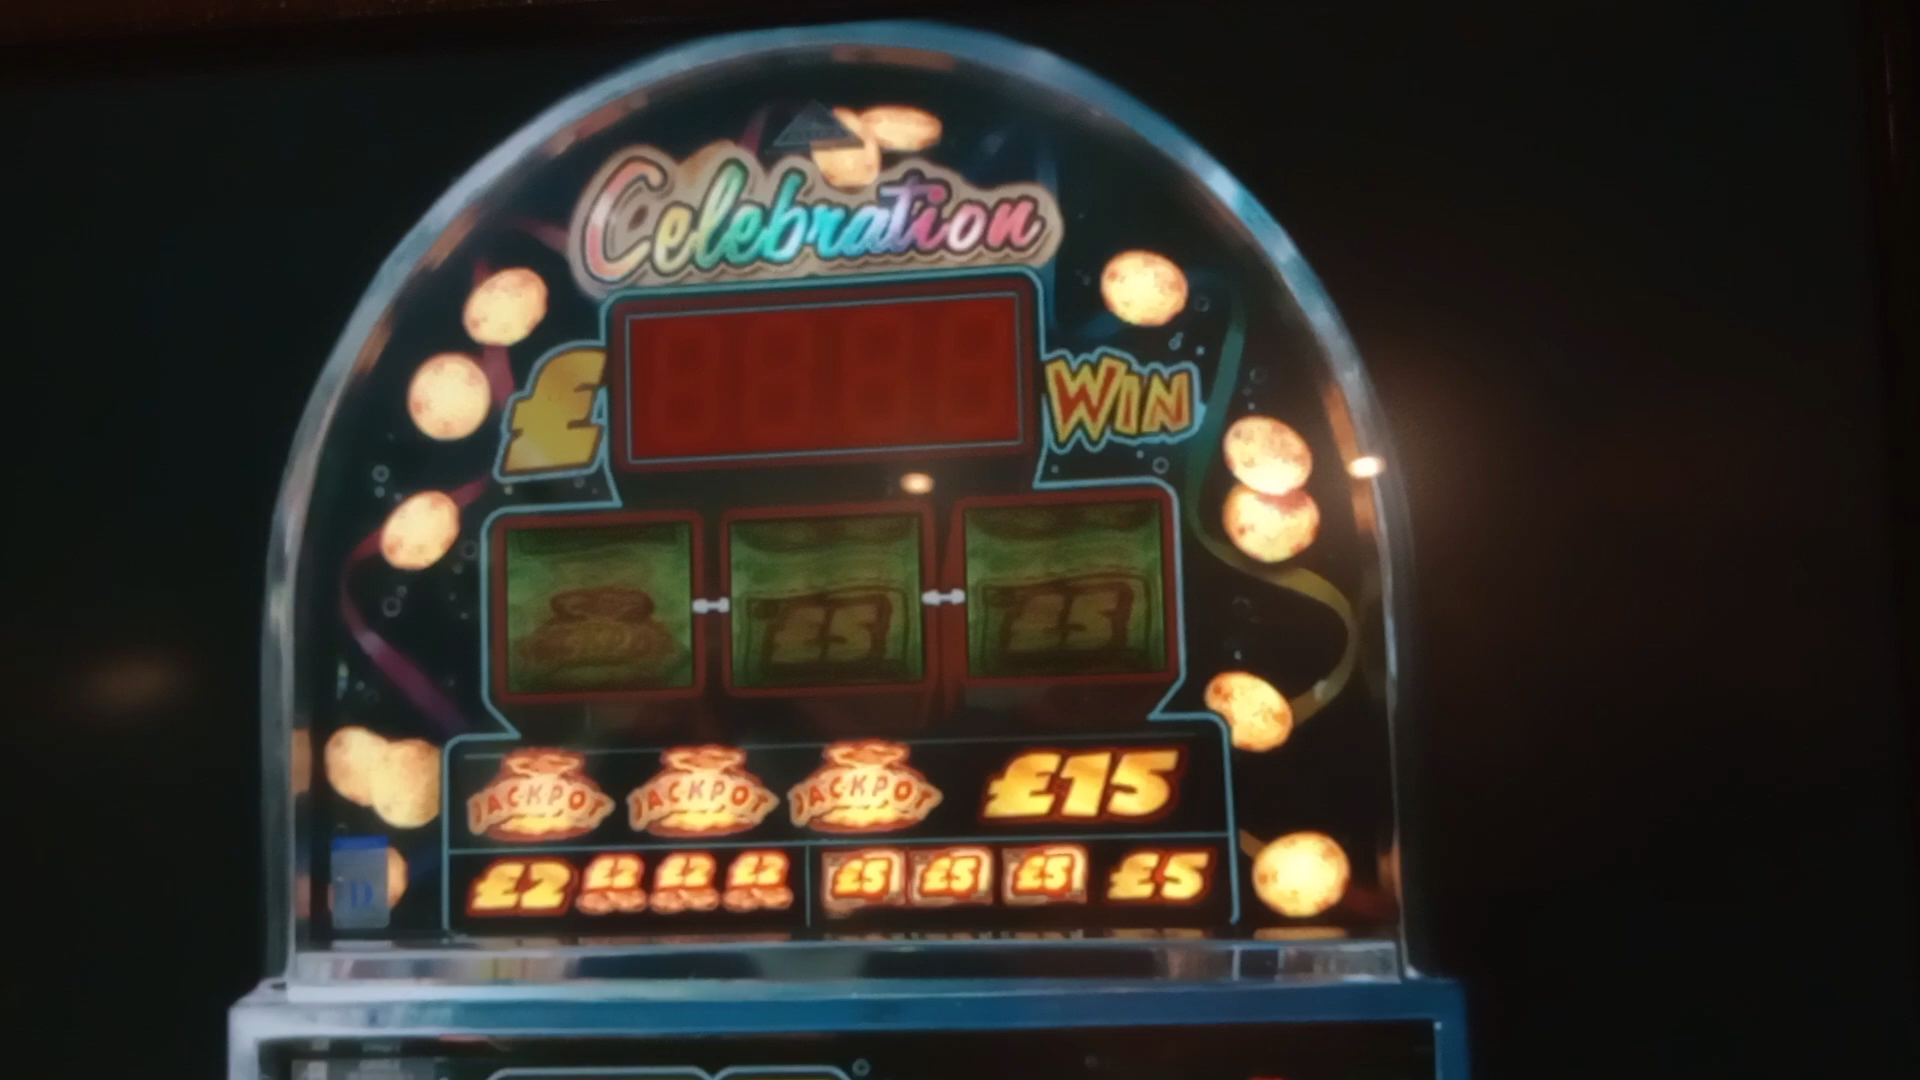 Celebration
£ WIN
£5 £5
JACKPOT JACKPOT JACKPOT £15
£2 £2 £2 £2 £5 £5 £5 £5
D